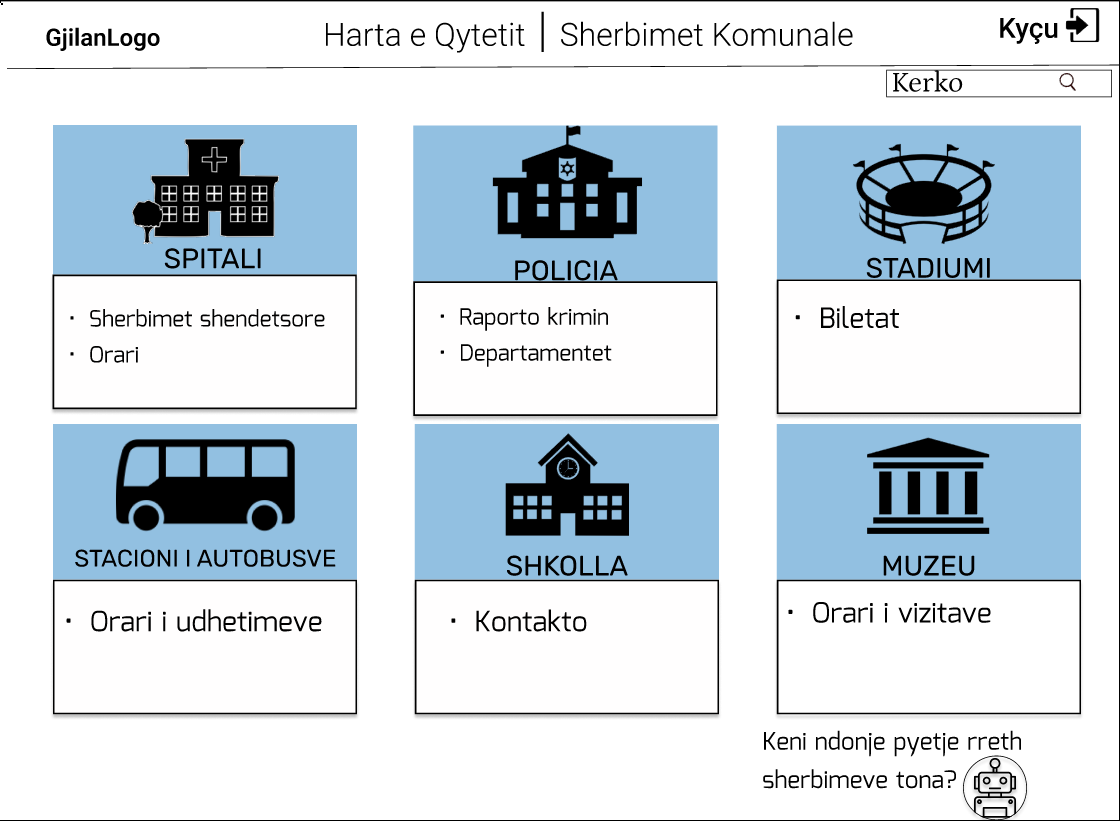 GjilanLogo
Harta e Qytetit | Sherbimet Komunale
Kyçu
Kerko
SPITALI
· Sherbimet shendetsore
· Orari
POLICIA
· Raporto krimin
· Departamentet
STADIUMI
· Biletat
STACIONI I AUTOBUSVE
· Orari i udhetimeve
SHKOLLA
· Kontakto
MUZEU
· Orari i vizitave
Keni ndonje pyetje rreth
sherbimeve tona?